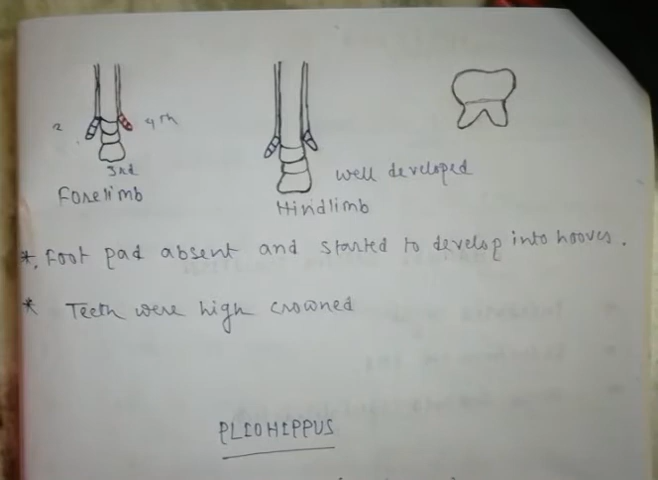 2
4th
3rd
Forelimb
well developed
Hindlimb
*. Foot pad absent and started to develop into hooves.
* Teeth were high crowned
PLIOHIPPUS